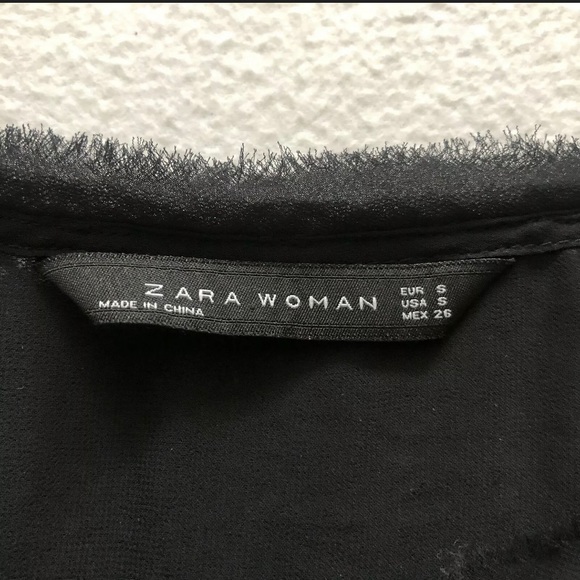 ZARA WOMAN
MADE IN CHINA
EUR S
USA S
MEX 26